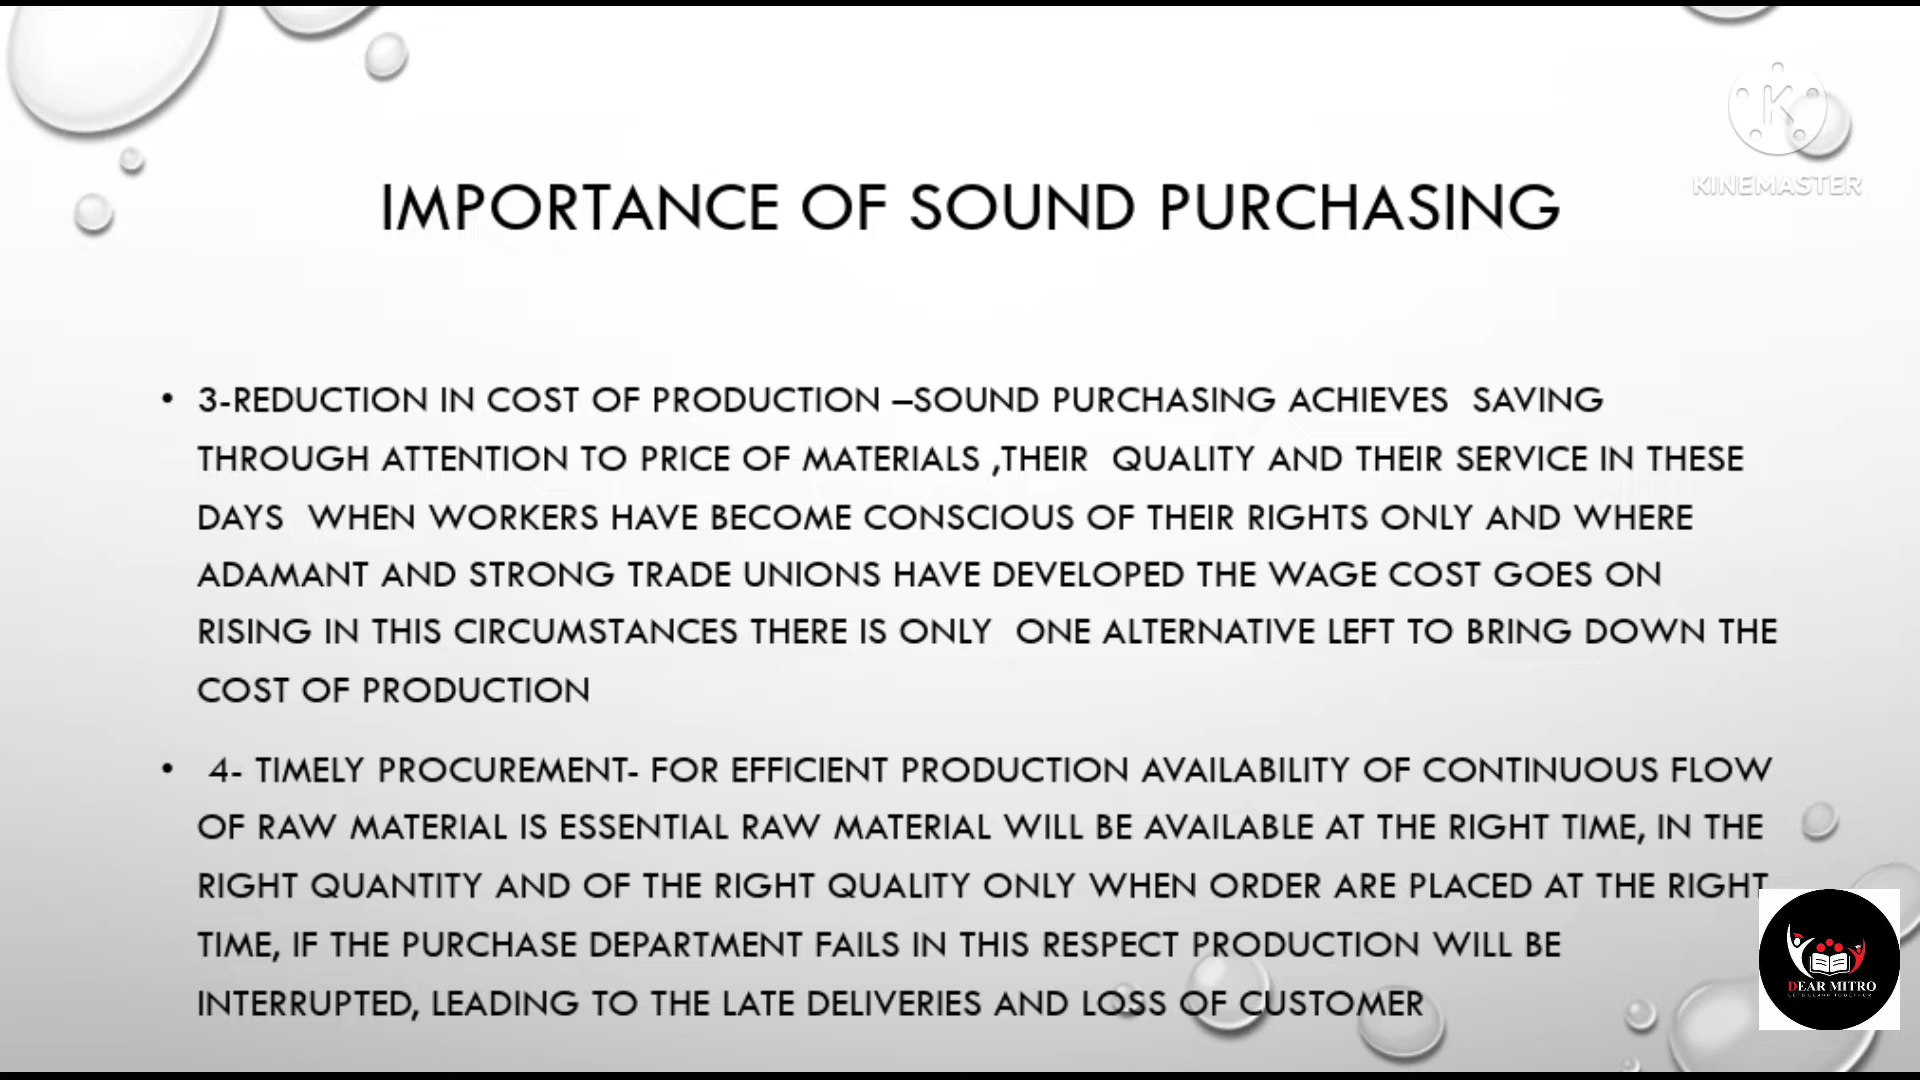 KINEMASTER
IMPORTANCE OF SOUND PURCHASING
• 3-REDUCTION IN COST OF PRODUCTION –SOUND PURCHASING ACHIEVES SAVING
THROUGH ATTENTION TO PRICE OF MATERIALS ,THEIR QUALITY AND THEIR SERVICE IN THESE
DAYS WHEN WORKERS HAVE BECOME CONSCIOUS OF THEIR RIGHTS ONLY AND WHERE
ADAMANT AND STRONG TRADE UNIONS HAVE DEVELOPED THE WAGE COST GOES ON
RISING IN THIS CIRCUMSTANCES THERE IS ONLY ONE ALTERNATIVE LEFT TO BRING DOWN THE
COST OF PRODUCTION
• 4- TIMELY PROCUREMENT- FOR EFFICIENT PRODUCTION AVAILABILITY OF CONTINUOUS FLOW
OF RAW MATERIAL IS ESSENTIAL RAW MATERIAL WILL BE AVAILABLE AT THE RIGHT TIME, IN THE
RIGHT QUANTITY AND OF THE RIGHT QUALITY ONLY WHEN ORDER ARE PLACED AT THE RIGHT
TIME, IF THE PURCHASE DEPARTMENT FAILS IN THIS RESPECT PRODUCTION WILL BE
INTERRUPTED, LEADING TO THE LATE DELIVERIES AND LOSS OF CUSTOMER
DEAR MITRO
LET'S LEARN TOGETHER